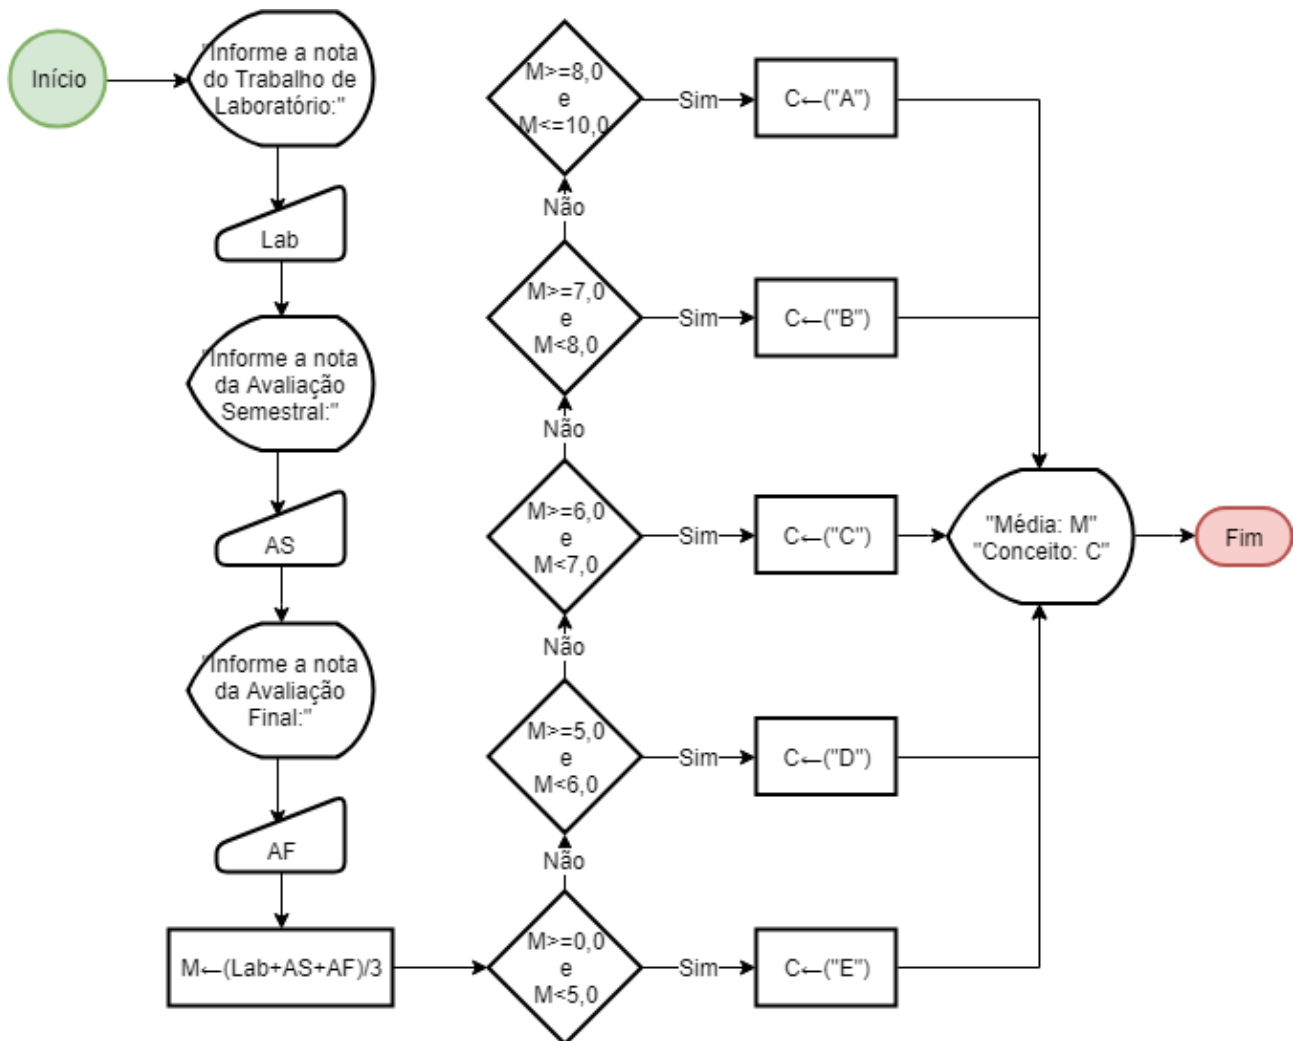 Início
"Informe a nota
do Trabalho de
Laboratório:"
Lab
"Informe a nota
da Avaliação
Semestral:"
AS
"Informe a nota
da Avaliação
Final:"
AF
M←(Lab+AS+AF)/3
M>=0,0
e
M<5,0
Sim
C←("E")
Não
M>=5,0
e
M<6,0
Sim
C←("D")
Não
M>=6,0
e
M<7,0
Sim
C←("C")
Não
M>=7,0
e
M<8,0
Sim
C←("B")
Não
M>=8,0
e
M<=10,0
Sim
C←("A")
"Média: M"
"Conceito: C"
Fim